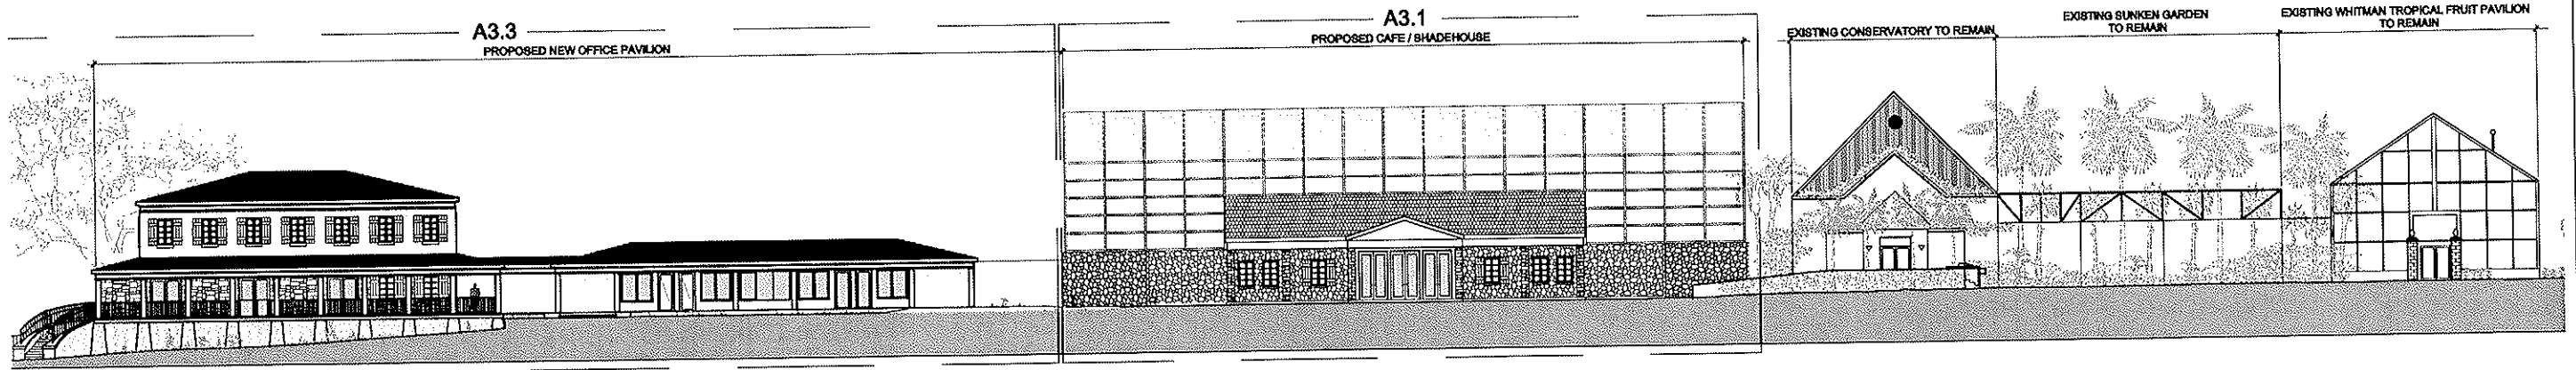 A3.3
PROPOSED NEW OFFICE PAVILION
A3.1
PROPOSED CAFE / SHADEHOUSE
EXISTING CONSERVATORY TO REMAIN
EXISTING SUNKEN GARDEN
TO REMAIN
EXISTING WHITMAN TROPICAL FRUIT PAVILION
TO REMAIN